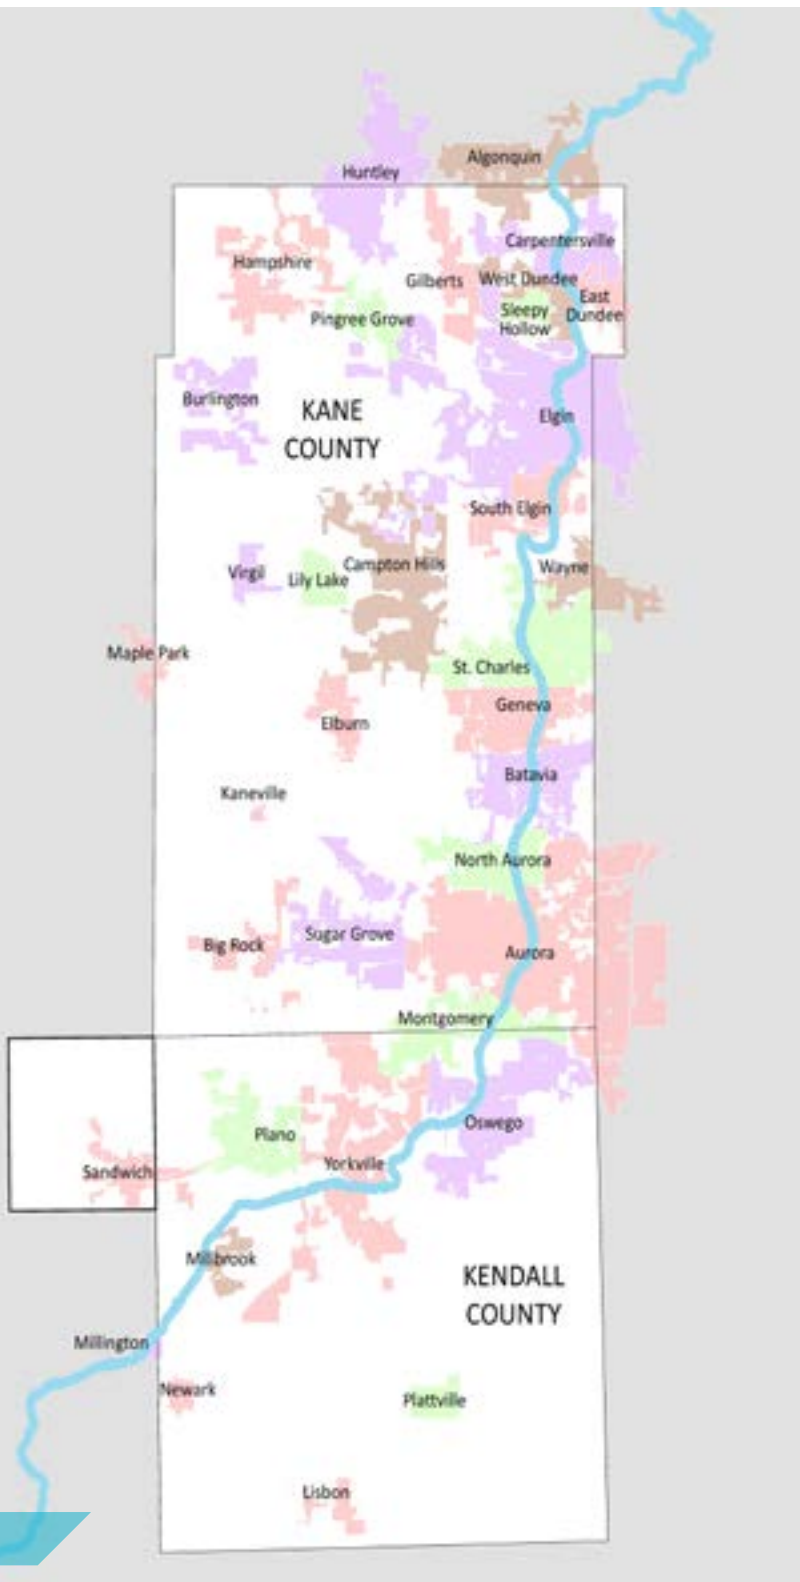 Algonquin
Huntley
Carpentersville
Hampshire
Gilberts
West Dundee
East
Dundee
Sleepy
Hollow
Pingree Grove
Burlington
KANE
COUNTY
Elgin
South Elgin
Campton Hills
Wayne
Virgil
Lily Lake
Maple Park
St. Charles
Geneva
Elburn
Batavia
Kaneville
North Aurora
Sugar Grove
Big Rock
Aurora
Montgomery
Oswego
Plano
Yorkville
Sandwich
Millbrook
KENDALL
COUNTY
Millington
Newark
Plattville
Lisbon